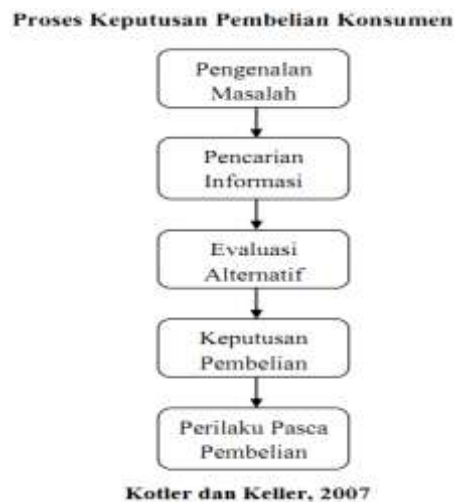 Proses Keputusan Pembelian Konsumen
Pengenalan
Masalah
Pencarian
Informasi
Evaluasi
Alternatif
Keputusan
Pembelian
Perilaku Pasca
Pembelian
Kotler dan Keller, 2007